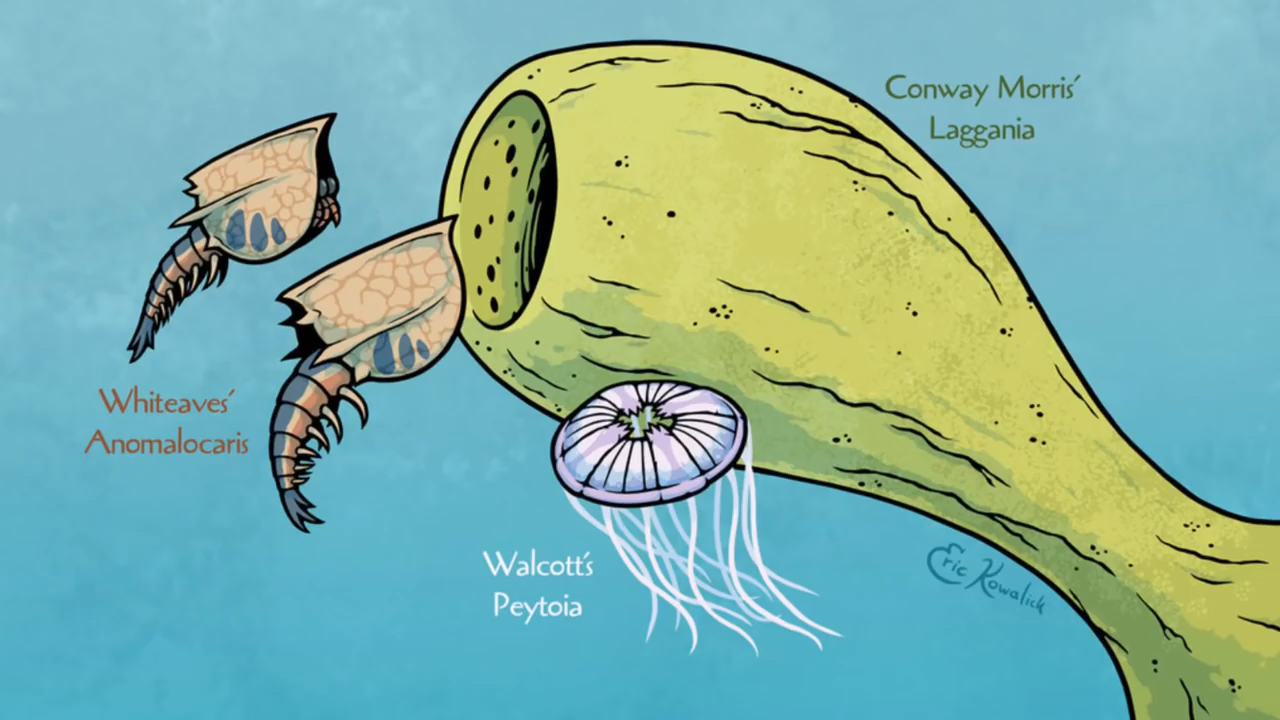 Conway Morris'
Laggania
Whiteaves'
Anomalocaris
Walcott's
Peytoia
Eric Kowalick